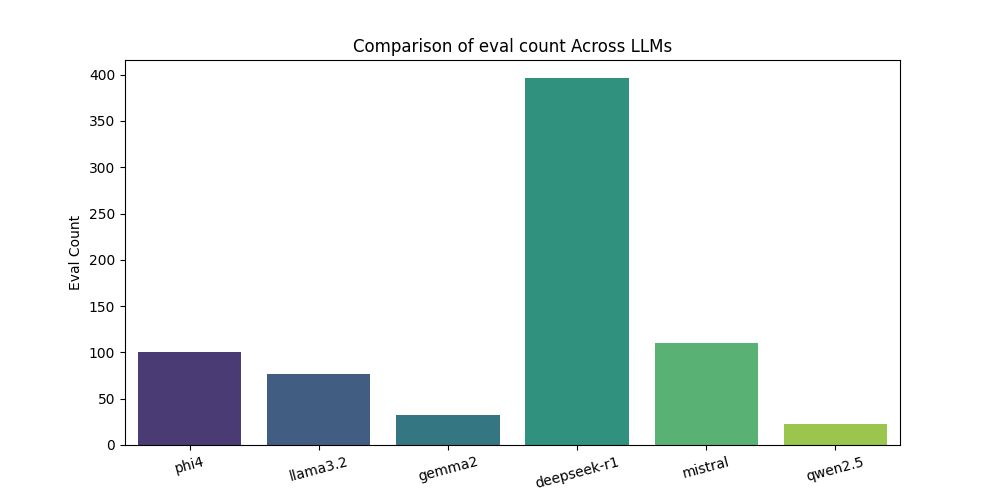 Comparison of eval count Across LLMs
Eval Count
400
350
300
250
200
150
100
50
0
phi4
llama3.2
gemma2
deepseek-r1
mistral
qwen2.5